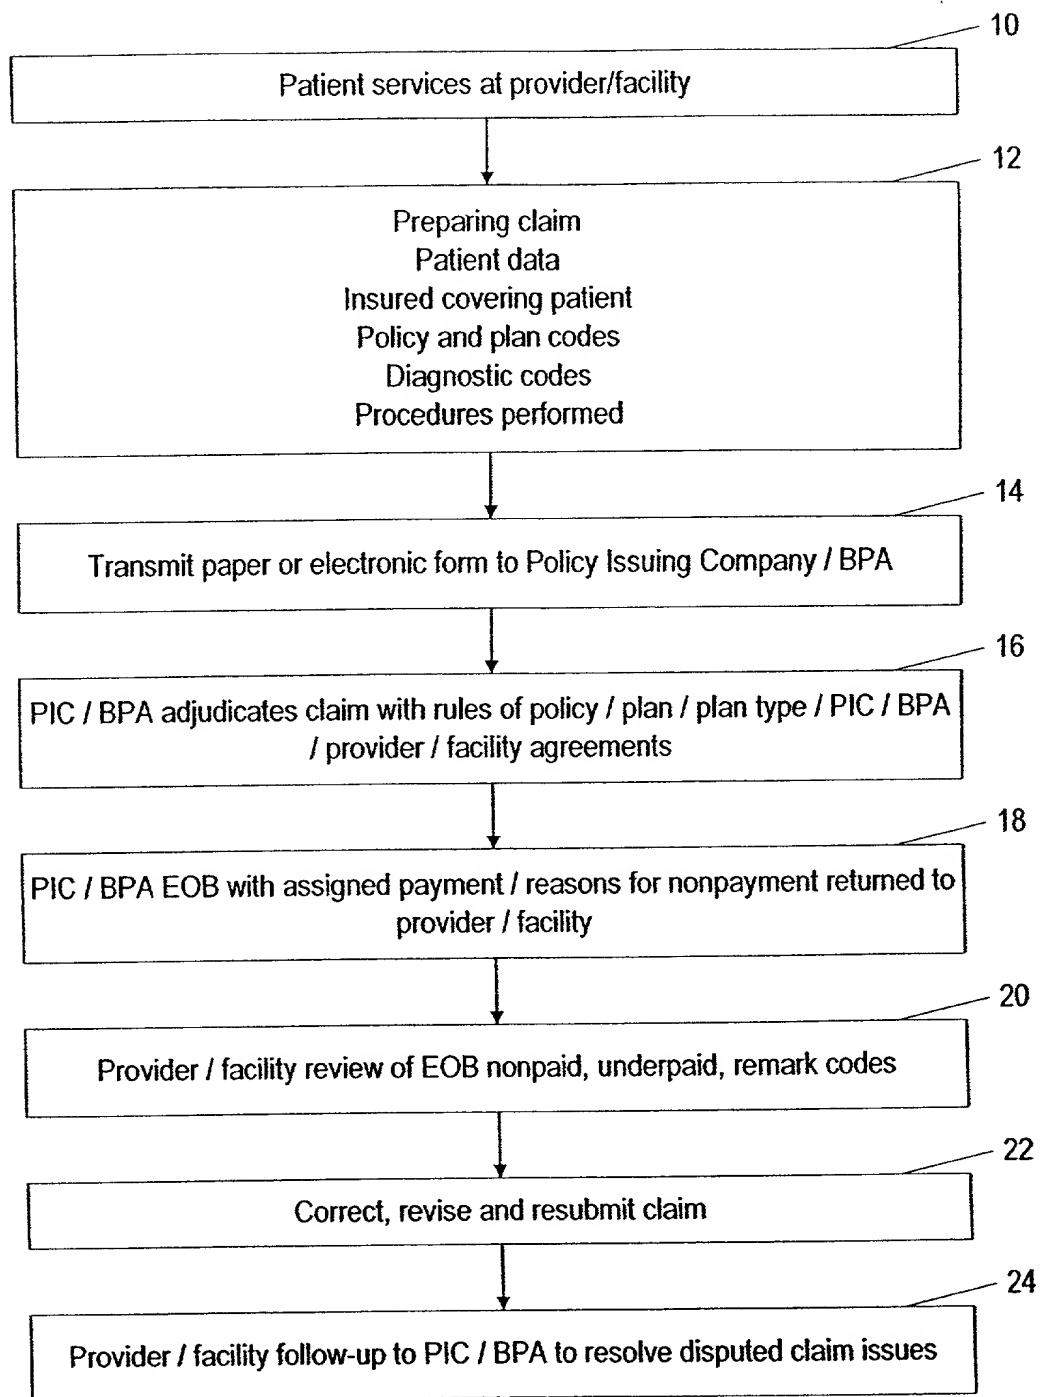 10
Patient services at provider/facility
12
Preparing claim
Patient data
Insured covering patient
Policy and plan codes
Diagnostic codes
Procedures performed
14
Transmit paper or electronic form to Policy Issuing Company / BPA
16
PIC / BPA adjudicates claim with rules of policy / plan / plan type / PIC / BPA
/ provider / facility agreements
18
PIC / BPA EOB with assigned payment / reasons for nonpayment returned to
provider / facility
20
Provider / facility review of EOB nonpaid, underpaid, remark codes
22
Correct, revise and resubmit claim
24
Provider / facility follow-up to PIC / BPA to resolve disputed claim issues